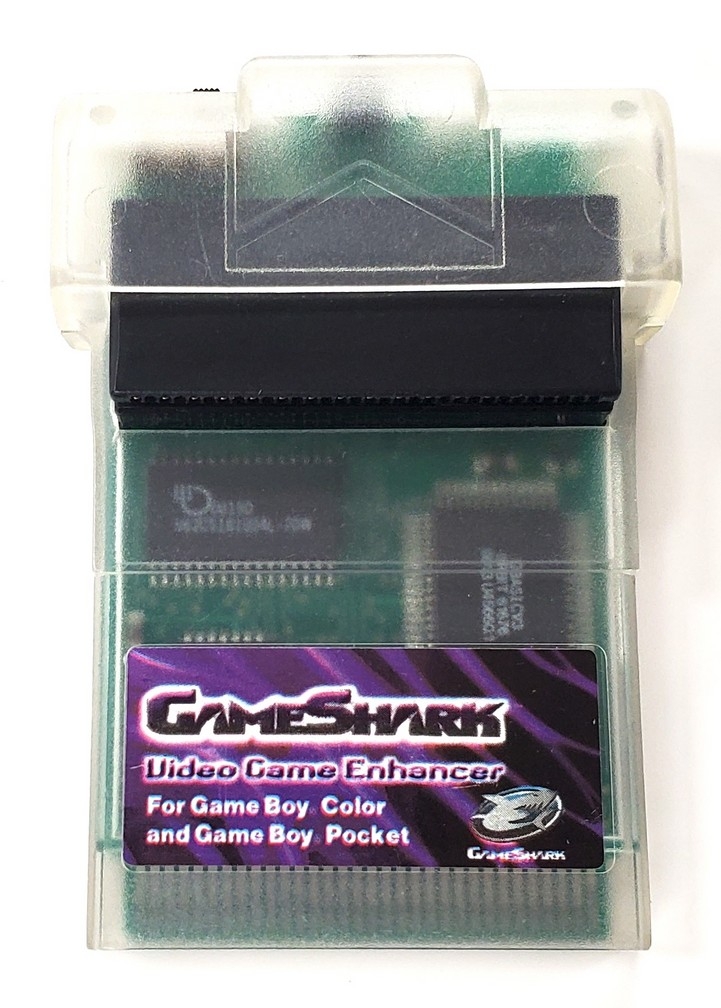 GAMESHARK
Video Game Enhancer
For Game Boy Color
and Game Boy Pocket
GAMESHARK